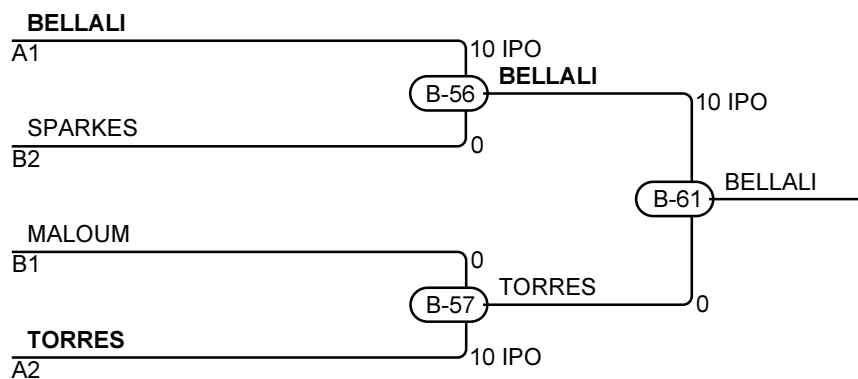 BELLALI
A1
10 IPO
BELLALI
B-56
10 IPO
SPARKES
B2
0
B-61
BELLALI
MALOUM
B1
0
TORRES
B-57
0
TORRES
A2
10 IPO